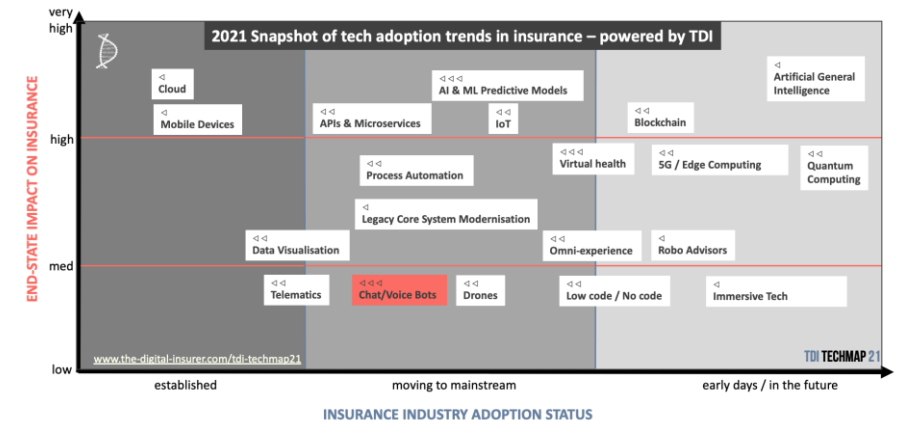 very
high
2021 Snapshot of tech adoption trends in insurance – powered by TDI
Cloud
Mobile Devices
APIs & Microservices
AI & ML Predictive Models
IoT
Blockchain
Artificial General
Intelligence
high
Process Automation
Virtual health
5G / Edge Computing
Quantum
Computing
Legacy Core System Modernisation
Data Visualisation
Omni-experience
Robo Advisors
med
Telematics
Chat/Voice Bots
Drones
Low code / No code
Immersive Tech
www.the-digital-insurer.com/tdi-techmap21
TDI TECHMAP 21
low
END-STATE IMPACT ON INSURANCE
established
moving to mainstream
early days / in the future
INSURANCE INDUSTRY ADOPTION STATUS